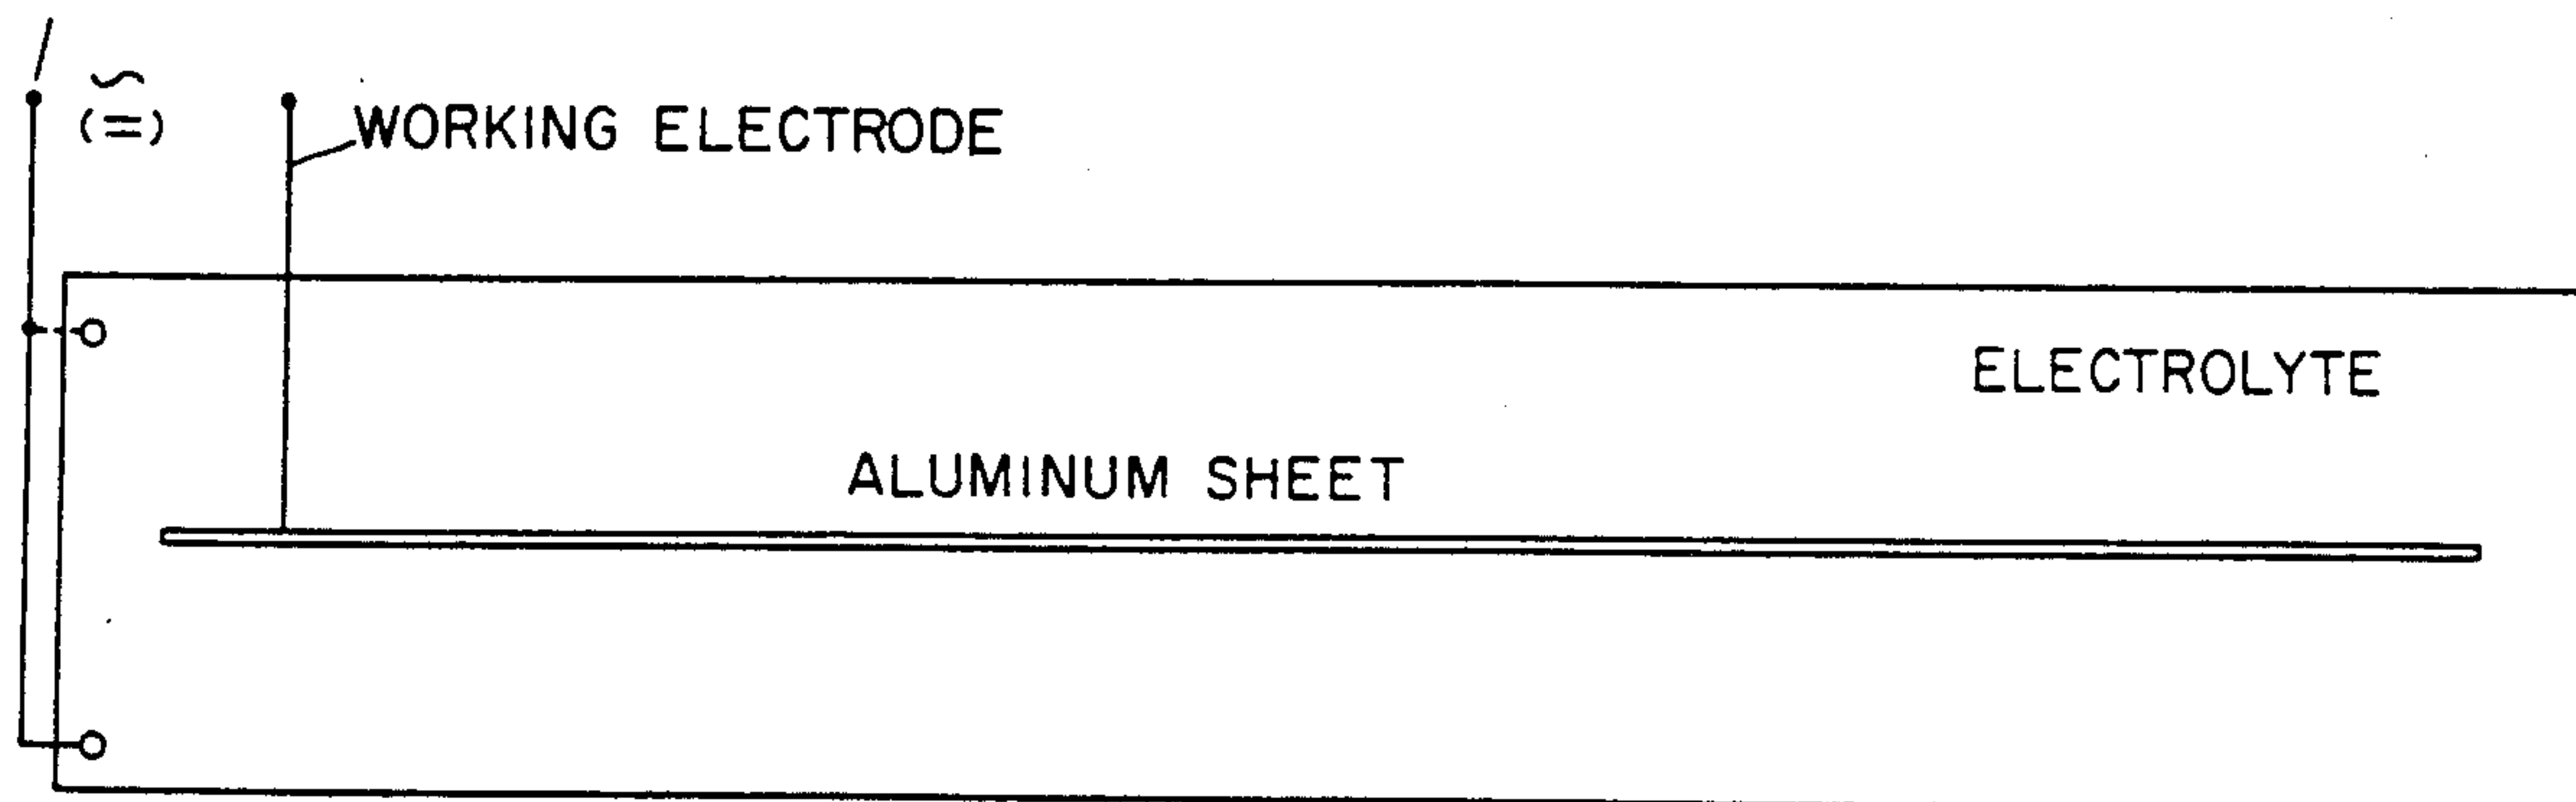 ∼
(=)
WORKING ELECTRODE
ELECTROLYTE
ALUMINUM SHEET